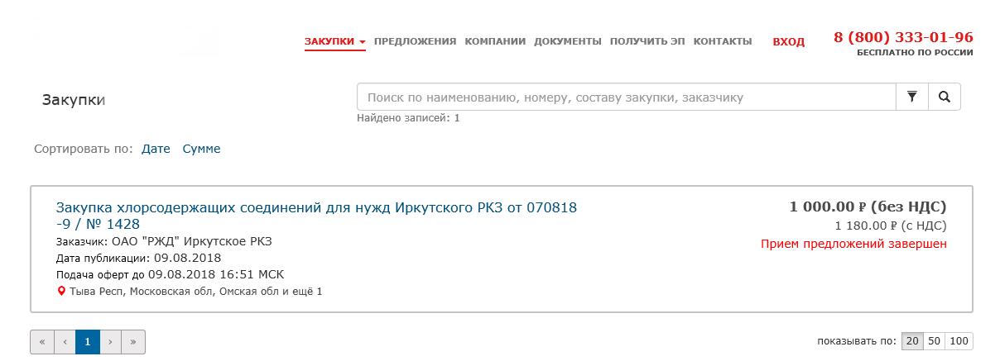 ЗАКУПКИ ПРЕДЛОЖЕНИЯ КОМПАНИИ ДОКУМЕНТЫ ПОЛУЧИТЬ ЭП КОНТАКТЫ ВХОД 8 (800) 333-01-96
БЕСПЛАТНО ПО РОССИИ
Закупки
Поиск по наименованию, номеру, составу закупки, заказчику
Найдено записей: 1
Сортировать по: Дате Сумме
Закупка хлорсодержащих соединений для нужд Иркутского РКЗ от 070818
-9 / № 1428
Заказчик: ОАО "РЖД" Иркутское РКЗ
Дата публикации: 09.08.2018
Подача оферт до 09.08.2018 16:51 МСК
Тыва Респ, Московская обл, Омская обл и ещё 1
1 000.00 ₽ (без НДС)
1 180.00 ₽ (с НДС)
Прием предложений завершен
« ‹ 1 › »
показывать по: 20 50 100